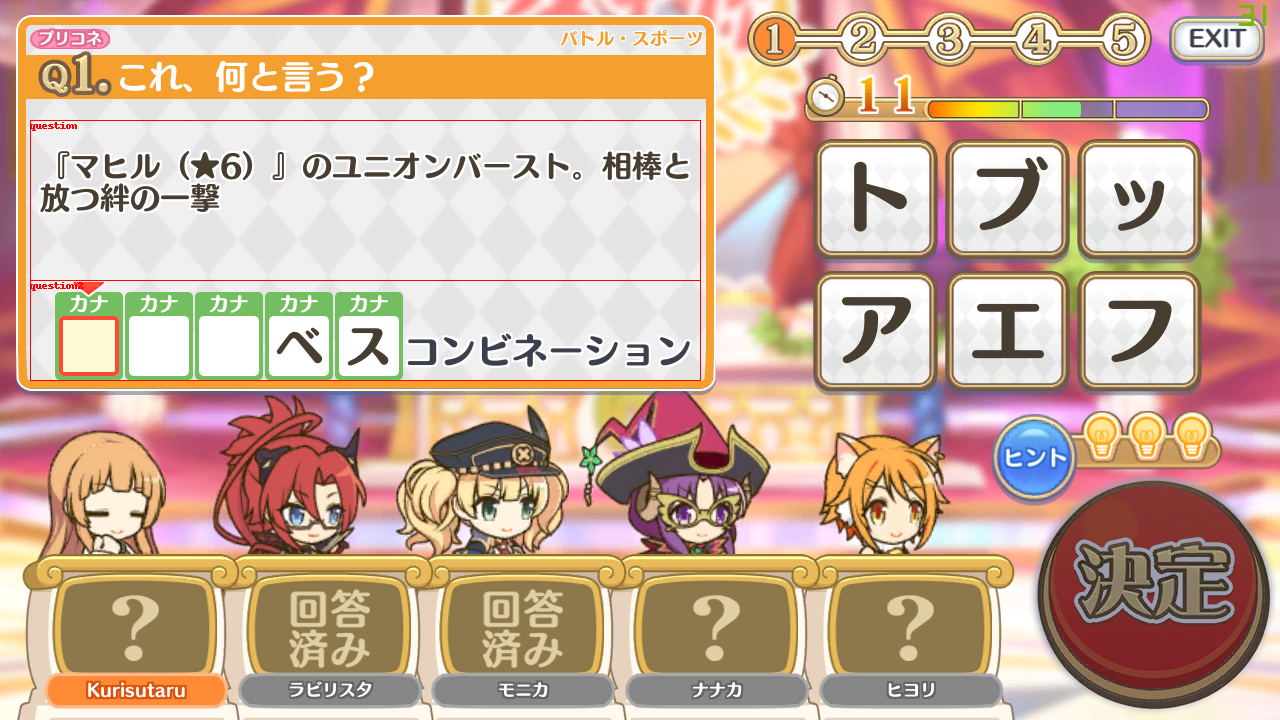 プリコネ
バトル・スポーツ
Q1.これ、何と言う？
question
『マヒル（★6）』のユニオンバースト。相棒と
放つ絆の一撃
question2
カナ カナ カナ カナ カナ
ベ ス コンビネーション
1 2 3 4 5
EXIT
31
11
ト ブ ッ
ア エ フ
ヒント
決定
? 回答済み 回答済み ? ?
Kurisutaru ラビリスタ モニカ ナナカ ヒヨリ